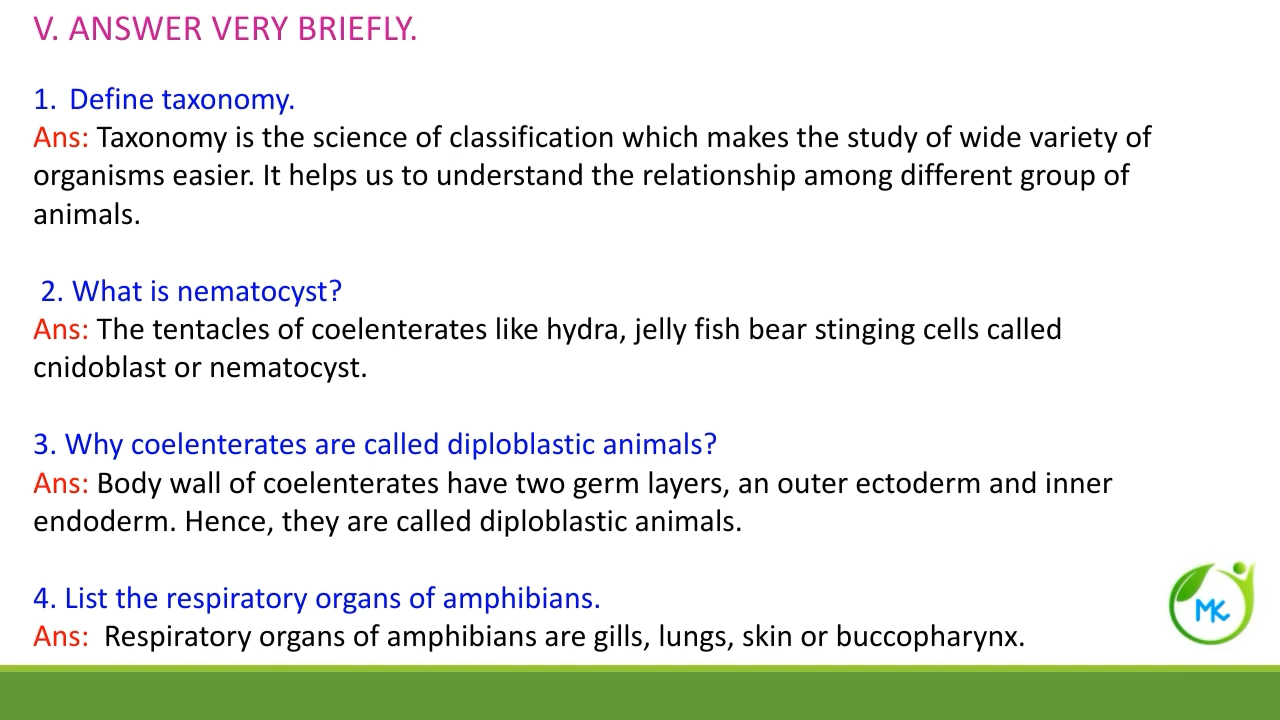 V. ANSWER VERY BRIEFLY.
1. Define taxonomy.
Ans: Taxonomy is the science of classification which makes the study of wide variety of
organisms easier. It helps us to understand the relationship among different group of
animals.
2. What is nematocyst?
Ans: The tentacles of coelenterates like hydra, jelly fish bear stinging cells called
cnidoblast or nematocyst.
3. Why coelenterates are called diploblastic animals?
Ans: Body wall of coelenterates have two germ layers, an outer ectoderm and inner
endoderm. Hence, they are called diploblastic animals.
4. List the respiratory organs of amphibians.
Ans: Respiratory organs of amphibians are gills, lungs, skin or buccopharynx.
MK